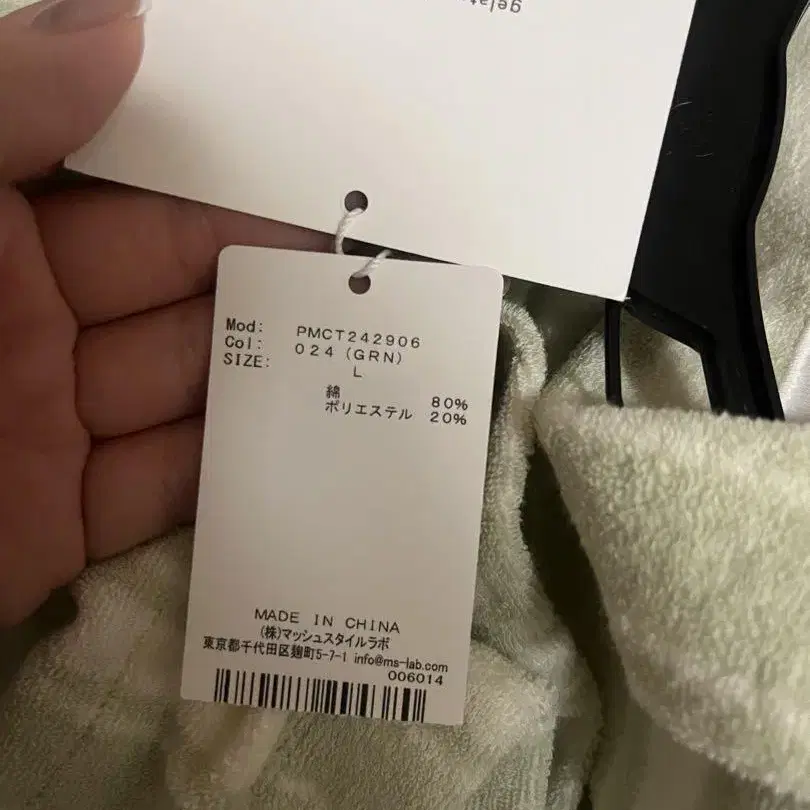 Mod: PMCT242906
Col: 024 (GRN)
SIZE: L
綿 80%
ポリエステル 20%
MADE IN CHINA
(株)マッシュスタイルラボ
東京都千代田区麹町5-7-1 info@ms-lab.com
006014